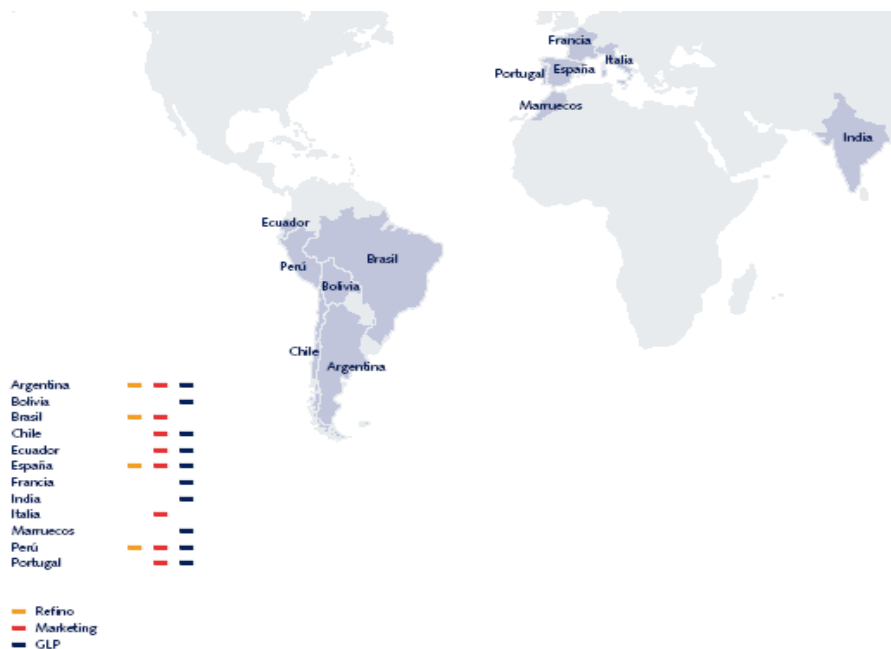 Francia
Italia
Portugal
España
Marruecos
India
Ecuador
Brasil
Perú
Bolivia
Chile
Argentina
Argentina
Bolivia
Brasil
Chile
Ecuador
España
Francia
India
Italia
Marruecos
Perú
Portugal
Refino
Marketing
GLP